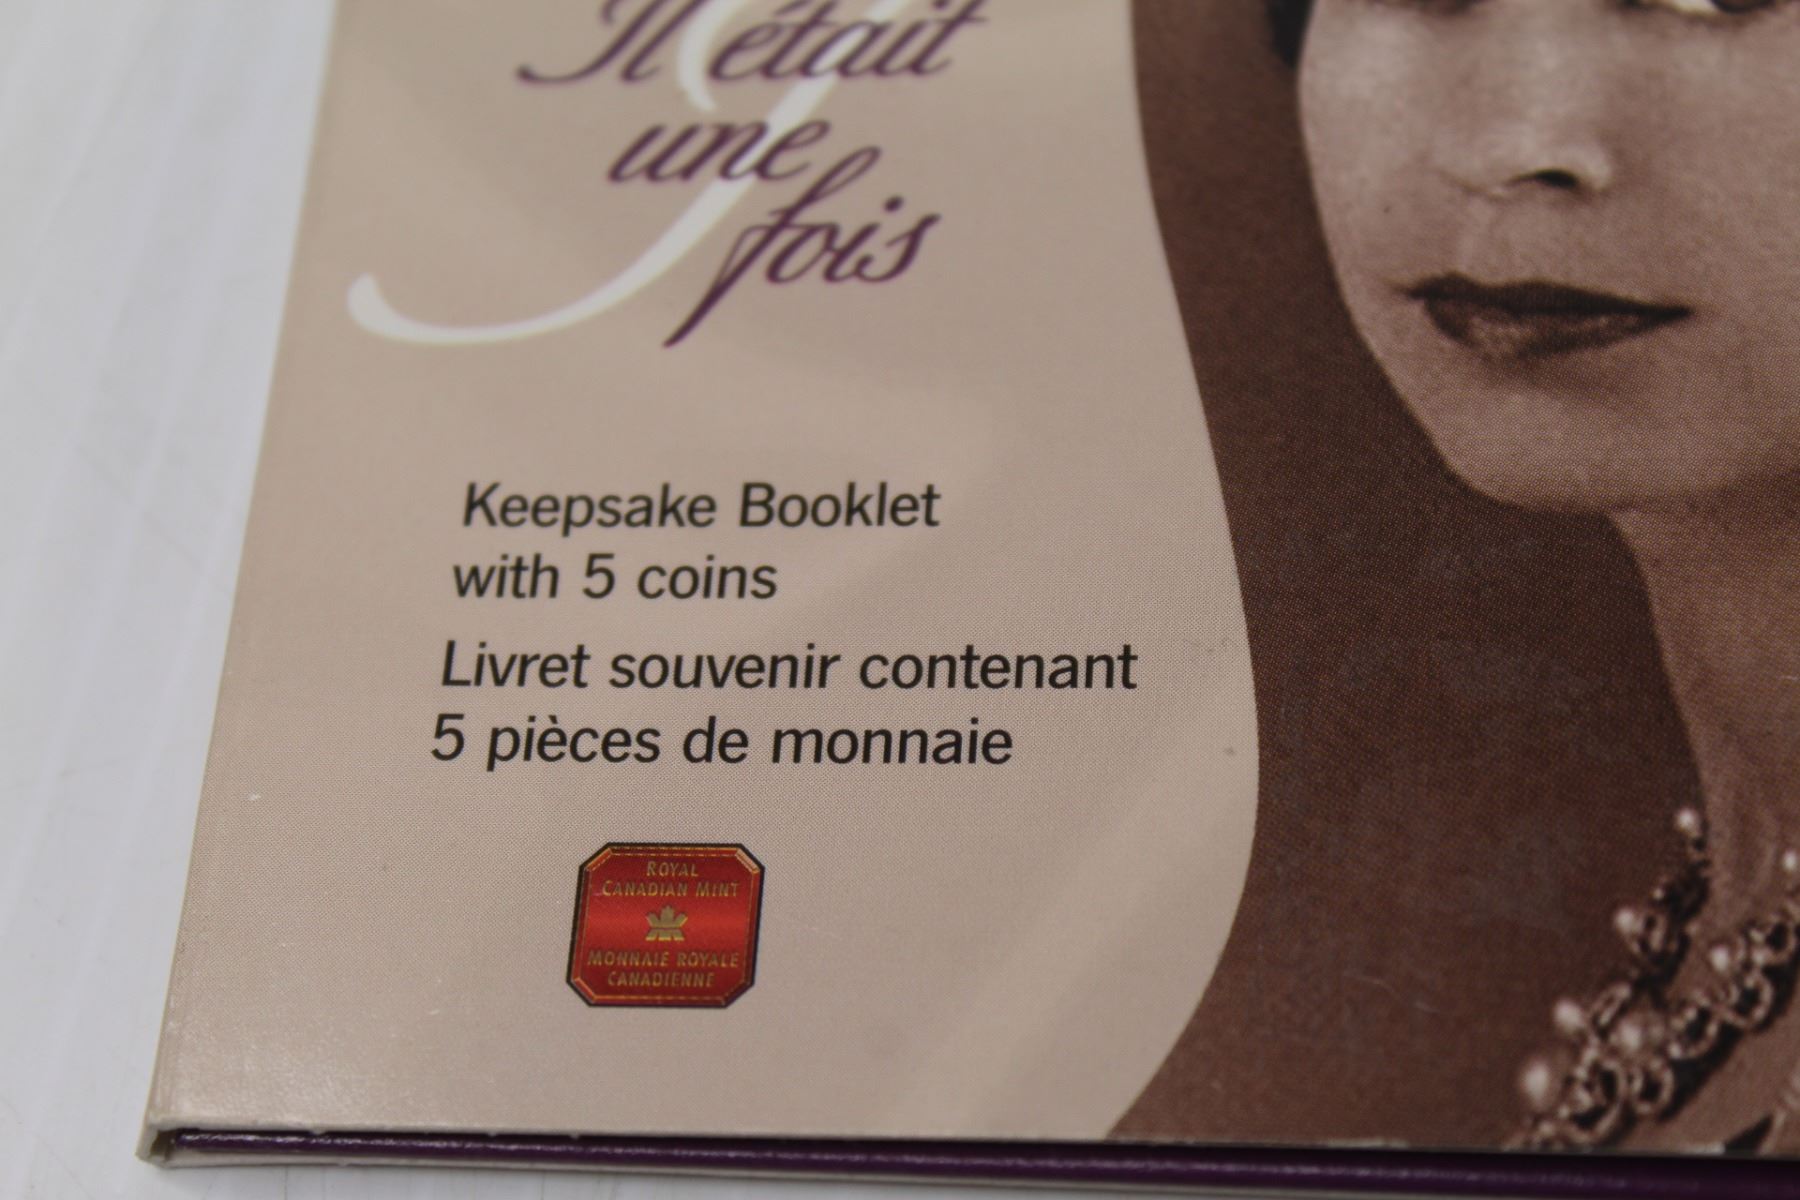 Il était
une
fois
Keepsake Booklet
with 5 coins
Livret souvenir contenant
5 pièces de monnaie
ROYAL
CANADIAN MINT
MONNAIE ROYALE
CANADIENNE